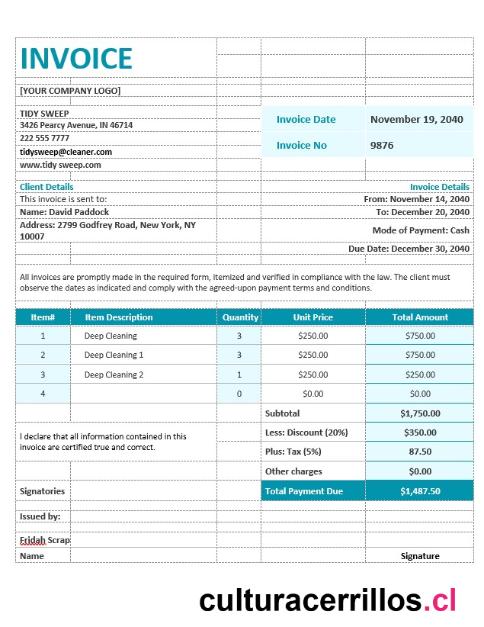 INVOICE
[YOUR COMPANY LOGO]
TIDY SWEEP
3426 Pearcy Avenue, IN 46714
222 555 7777
tidysweep@cleaner.com
www.tidy sweep.com
Invoice Date November 19, 2040
Invoice No 9876
Client Details Invoice Details
This invoice is sent to: From: November 14, 2040
Name: David Paddock To: December 20, 2040
Address: 2799 Godfrey Road, New York, NY
10007
Mode of Payment: Cash
Due Date: December 30, 2040
All invoices are promptly made in the required form, itemized and verified in compliance with the law. The client must
observe the dates as indicated and comply with the agreed-upon payment terms and conditions.
Item# Item Description Quantity Unit Price Total Amount
1 Deep Cleaning 3 $250.00 $750.00
2 Deep Cleaning 1 3 $250.00 $750.00
3 Deep Cleaning 2 1 $250.00 $250.00
4 0 $0.00 $0.00
Subtotal $1,750.00
I declare that all information contained in this
invoice are certified true and correct.
Less: Discount (20%) $350.00
Plus: Tax (5%) 87.50
Other charges $0.00
Signatories Total Payment Due $1,487.50
Issued by:
Fridah Scrap
Name Signature
culturacerrillos.cl